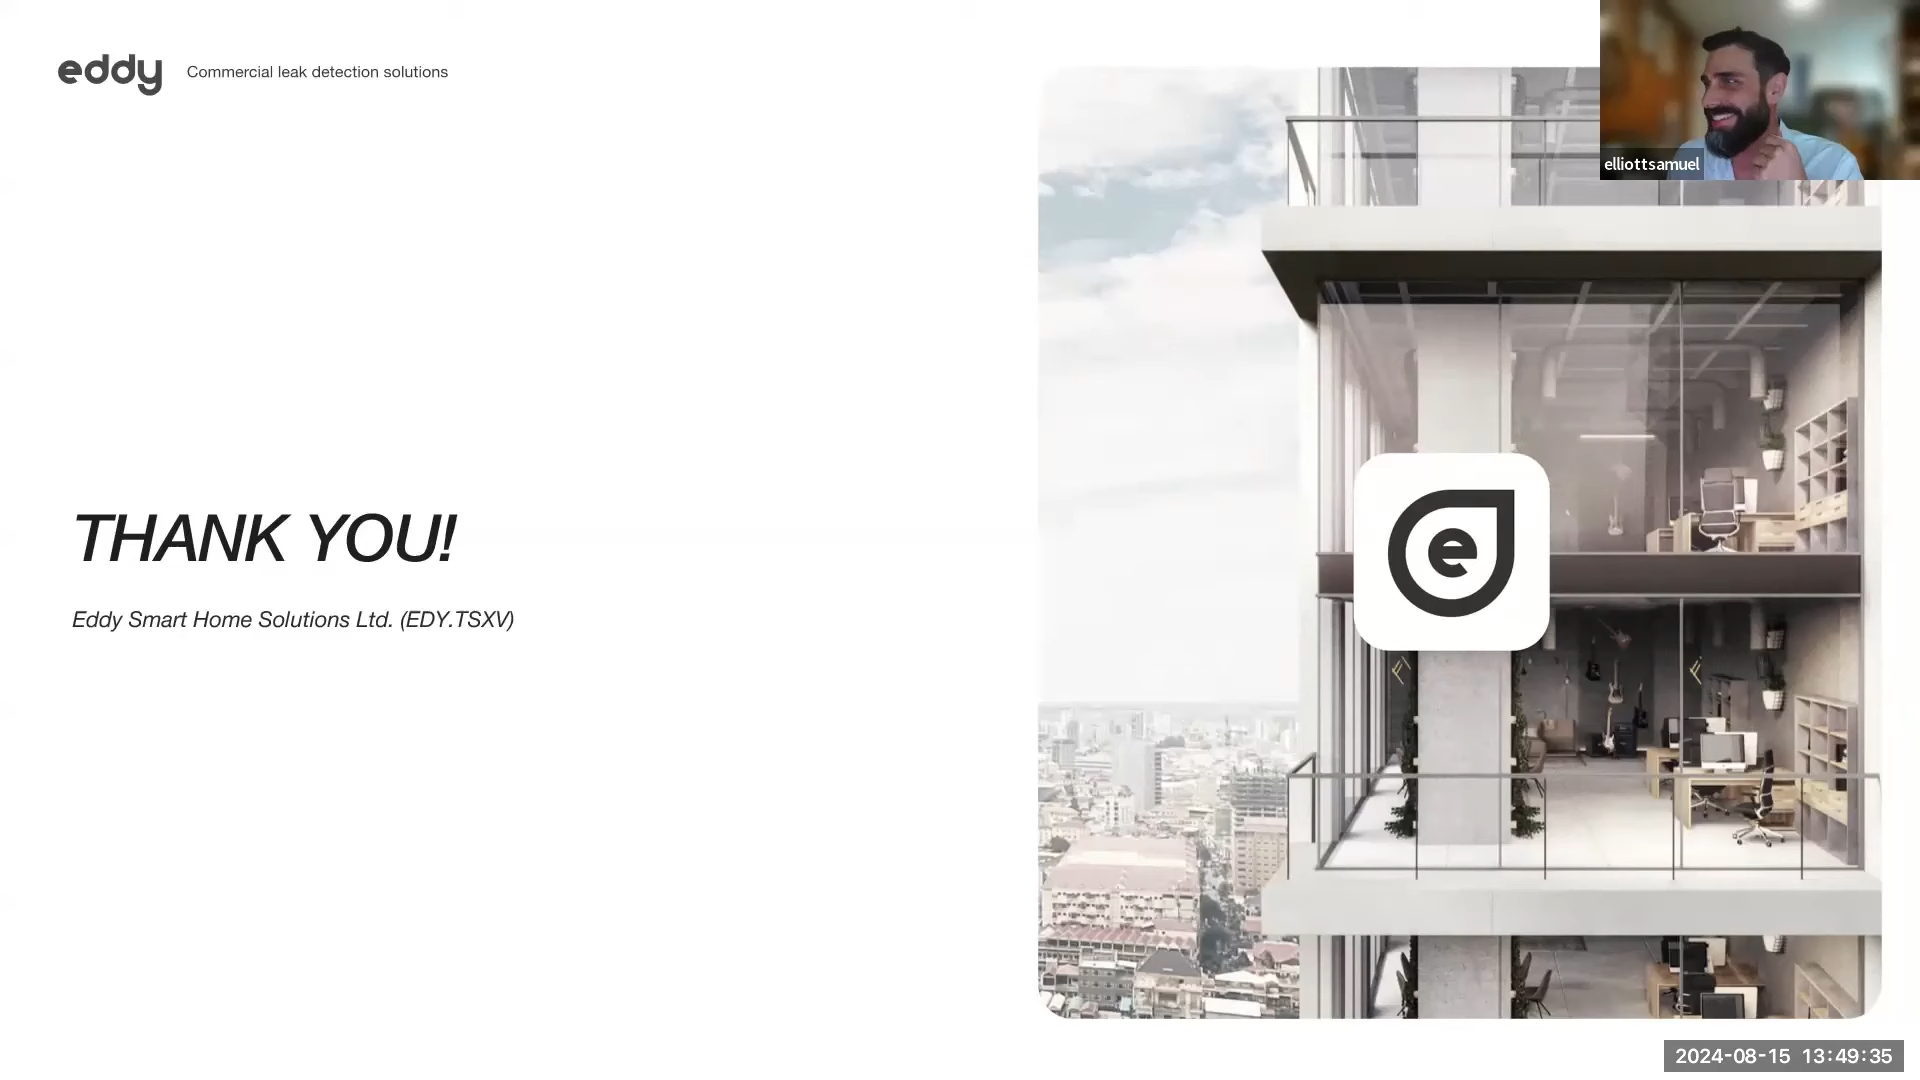 eddy Commercial leak detection solutions
elliottsamuel
THANK YOU!
Eddy Smart Home Solutions Ltd. (EDY.TSXV)
e
2024-08-15 13:49:35